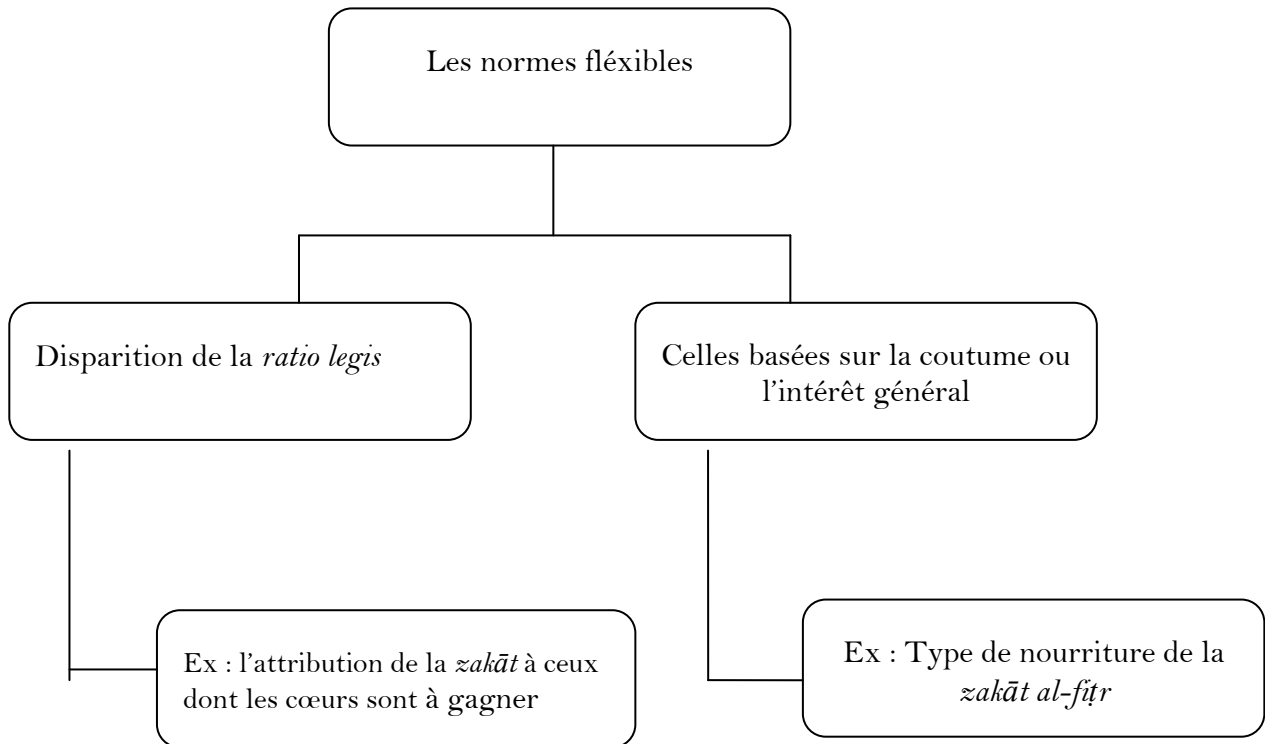 Les normes fléxibles
Disparition de la ratio legis
Celles basées sur la coutume ou
l’intérêt général
Ex : l’attribution de la zakāt à ceux
dont les cœurs sont à gagner
Ex : Type de nourriture de la
zakāt al-fiṭr